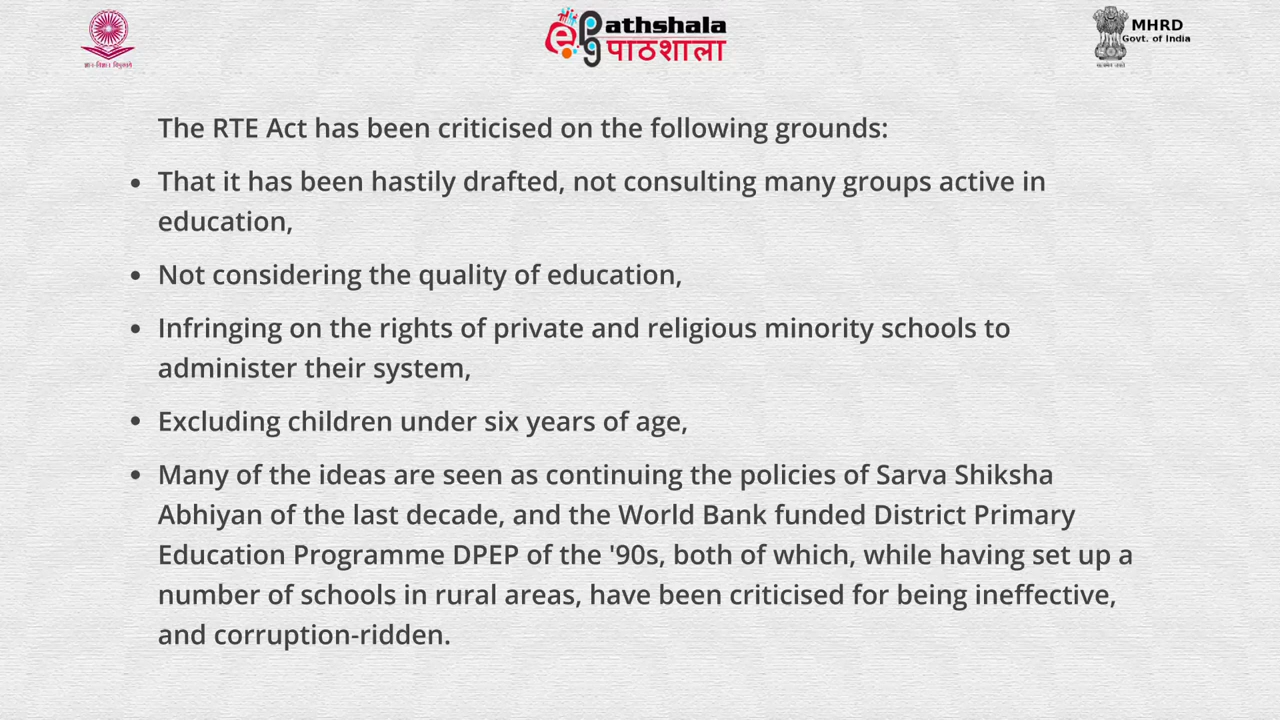 ePathshala
पाठशाला
MHRD
Govt. of India
The RTE Act has been criticised on the following grounds:
• That it has been hastily drafted, not consulting many groups active in
education,
• Not considering the quality of education,
• Infringing on the rights of private and religious minority schools to
administer their system,
• Excluding children under six years of age,
• Many of the ideas are seen as continuing the policies of Sarva Shiksha
Abhiyan of the last decade, and the World Bank funded District Primary
Education Programme DPEP of the '90s, both of which, while having set up a
number of schools in rural areas, have been criticised for being ineffective,
and corruption-ridden.